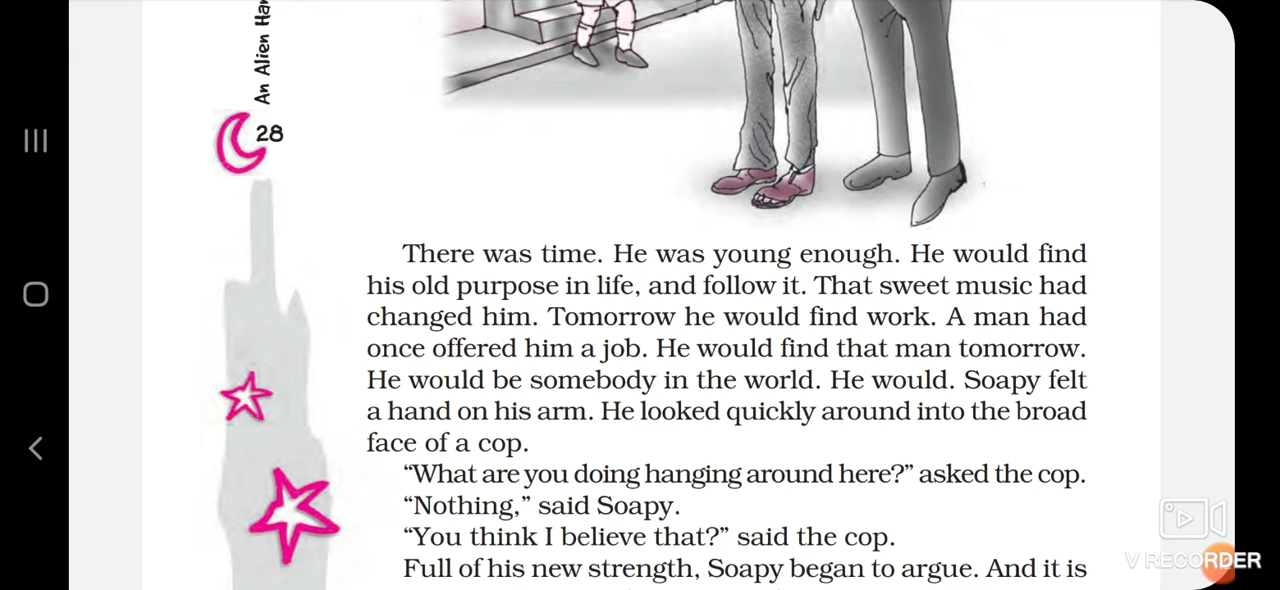 An Alien Han
28
There was time. He was young enough. He would find
his old purpose in life, and follow it. That sweet music had
changed him. Tomorrow he would find work. A man had
once offered him a job. He would find that man tomorrow.
He would be somebody in the world. He would. Soapy felt
a hand on his arm. He looked quickly around into the broad
face of a cop.
“What are you doing hanging around here?” asked the cop.
“Nothing,” said Soapy.
“You think I believe that?” said the cop.
Full of his new strength, Soapy began to argue. And it is
V RECORDER